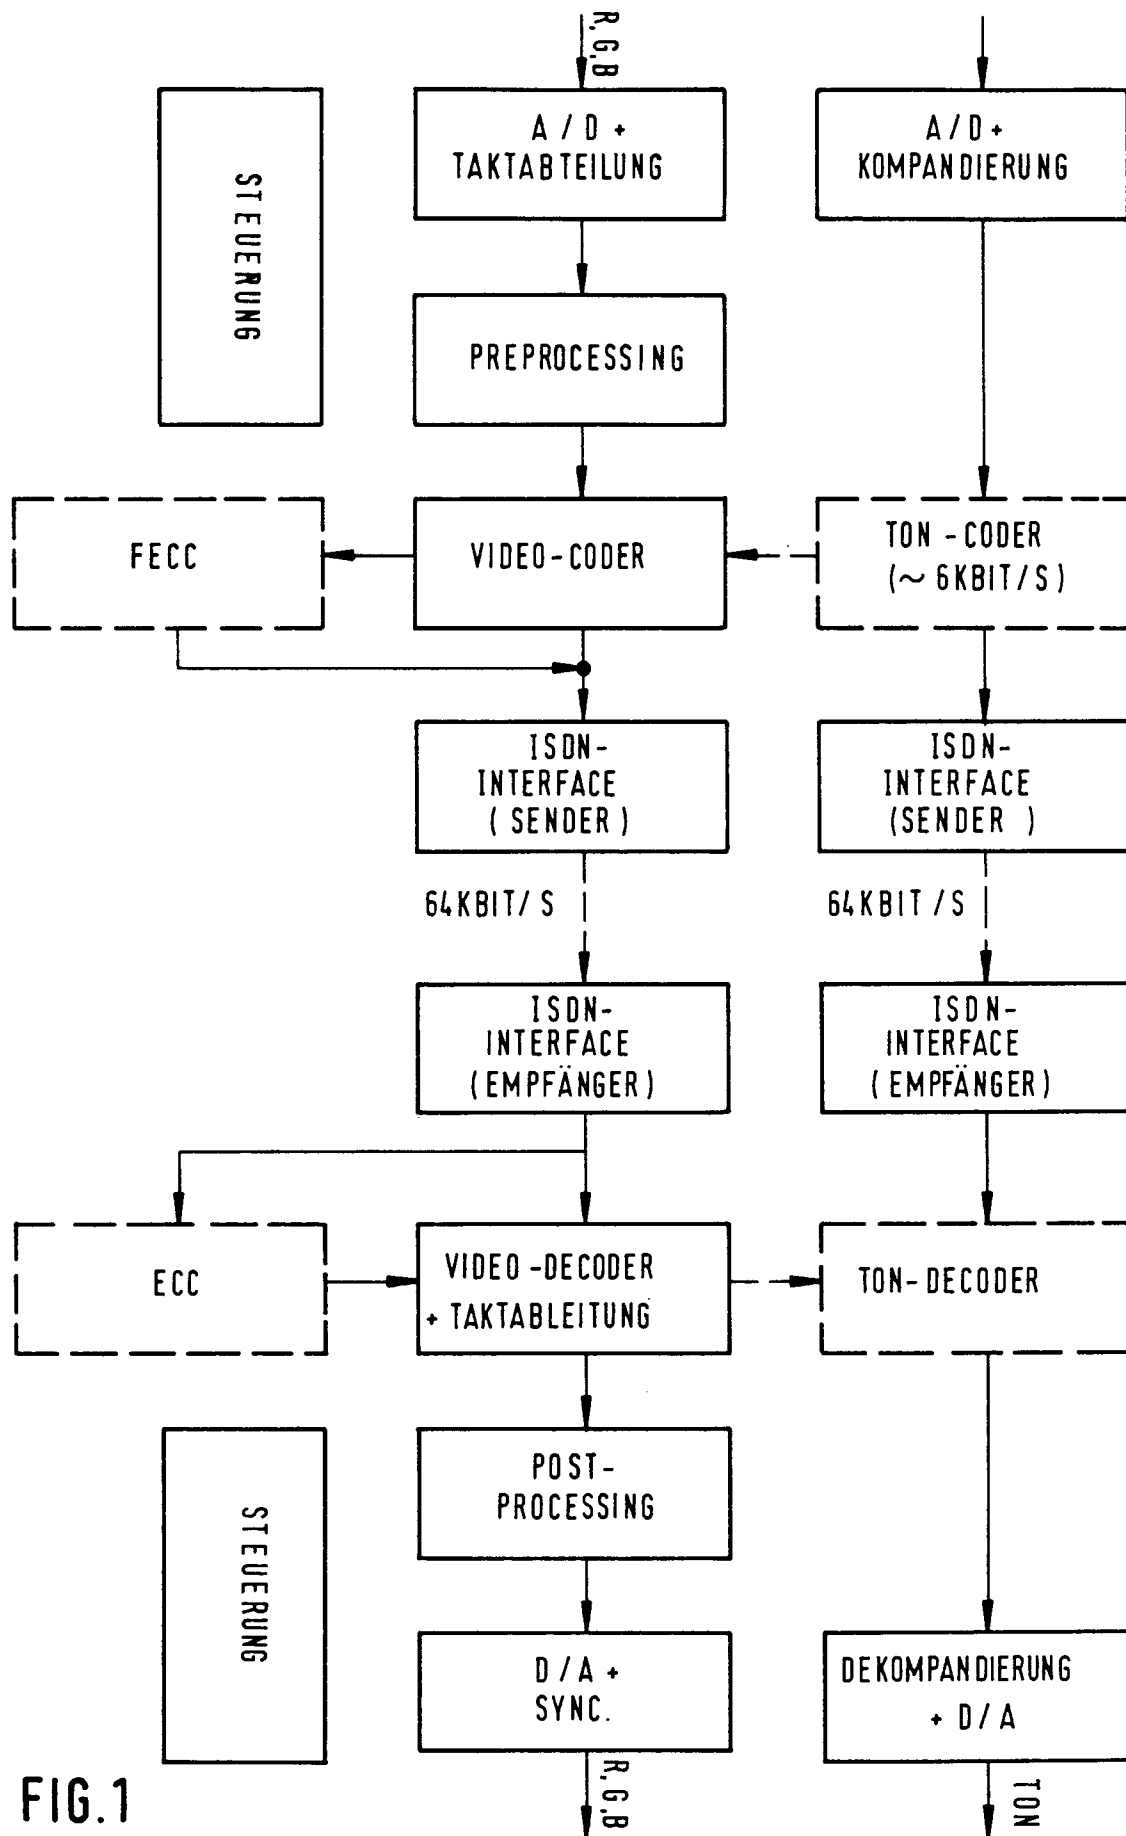 R,G,B
A/D +
TAKTABTEILUNG
A/D +
KOMPANDIERUNG
STEUERUNG
PREPROCESSING
FECC
VIDEO-CODER
TON-CODER
(~ 6KBIT/S)
ISDN-
INTERFACE
(SENDER)
ISDN-
INTERFACE
(SENDER)
64KBIT/S
64KBIT/S
ISDN-
INTERFACE
(EMPFÄNGER)
ISDN-
INTERFACE
(EMPFÄNGER)
ECC
VIDEO-DECODER
+ TAKTABLEITUNG
TON-DECODER
STEUERUNG
POST-
PROCESSING
D/A +
SYNC.
DEKOMPANDIERUNG
+ D/A
R,G,B
TON
FIG.1